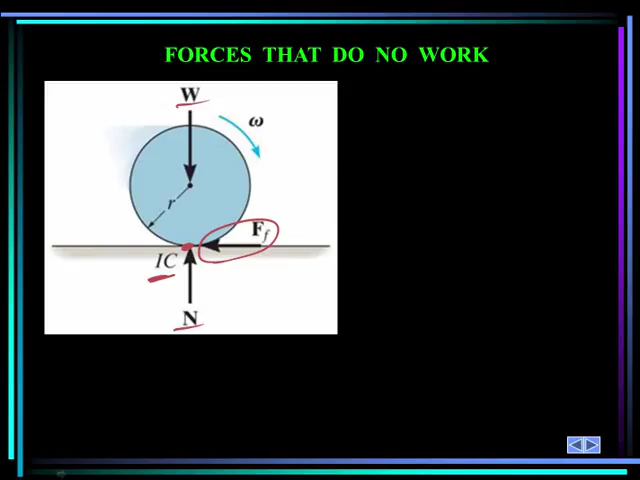 FORCES THAT DO NO WORK
W
ω
r
F_f
IC
N